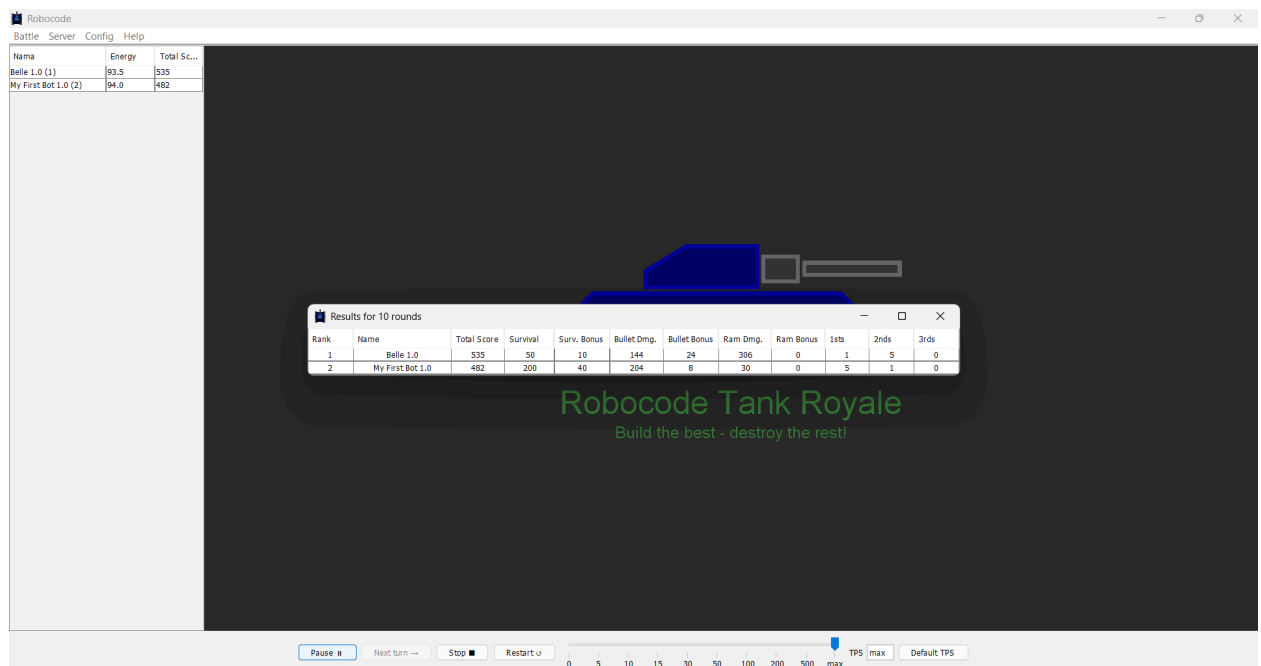 Robocode
Battle Server Config Help
Nama Energy Total Sc...
Belle 1.0 (1) 93.5 535
My First Bot 1.0 (2) 94.0 482
Results for 10 rounds
Rank Name Total Score Survival Surv. Bonus Bullet Dmg. Bullet Bonus Ram Dmg. Ram Bonus 1sts 2nds 3rds
1 Belle 1.0 535 50 10 144 24 306 0 1 5 0
2 My First Bot 1.0 482 200 40 204 8 30 0 5 1 0
Robocode Tank Royale
Build the best - destroy the rest!
Pause Next turn → Stop Restart TPS max Default TPS
0 5 10 15 30 50 100 200 500 max